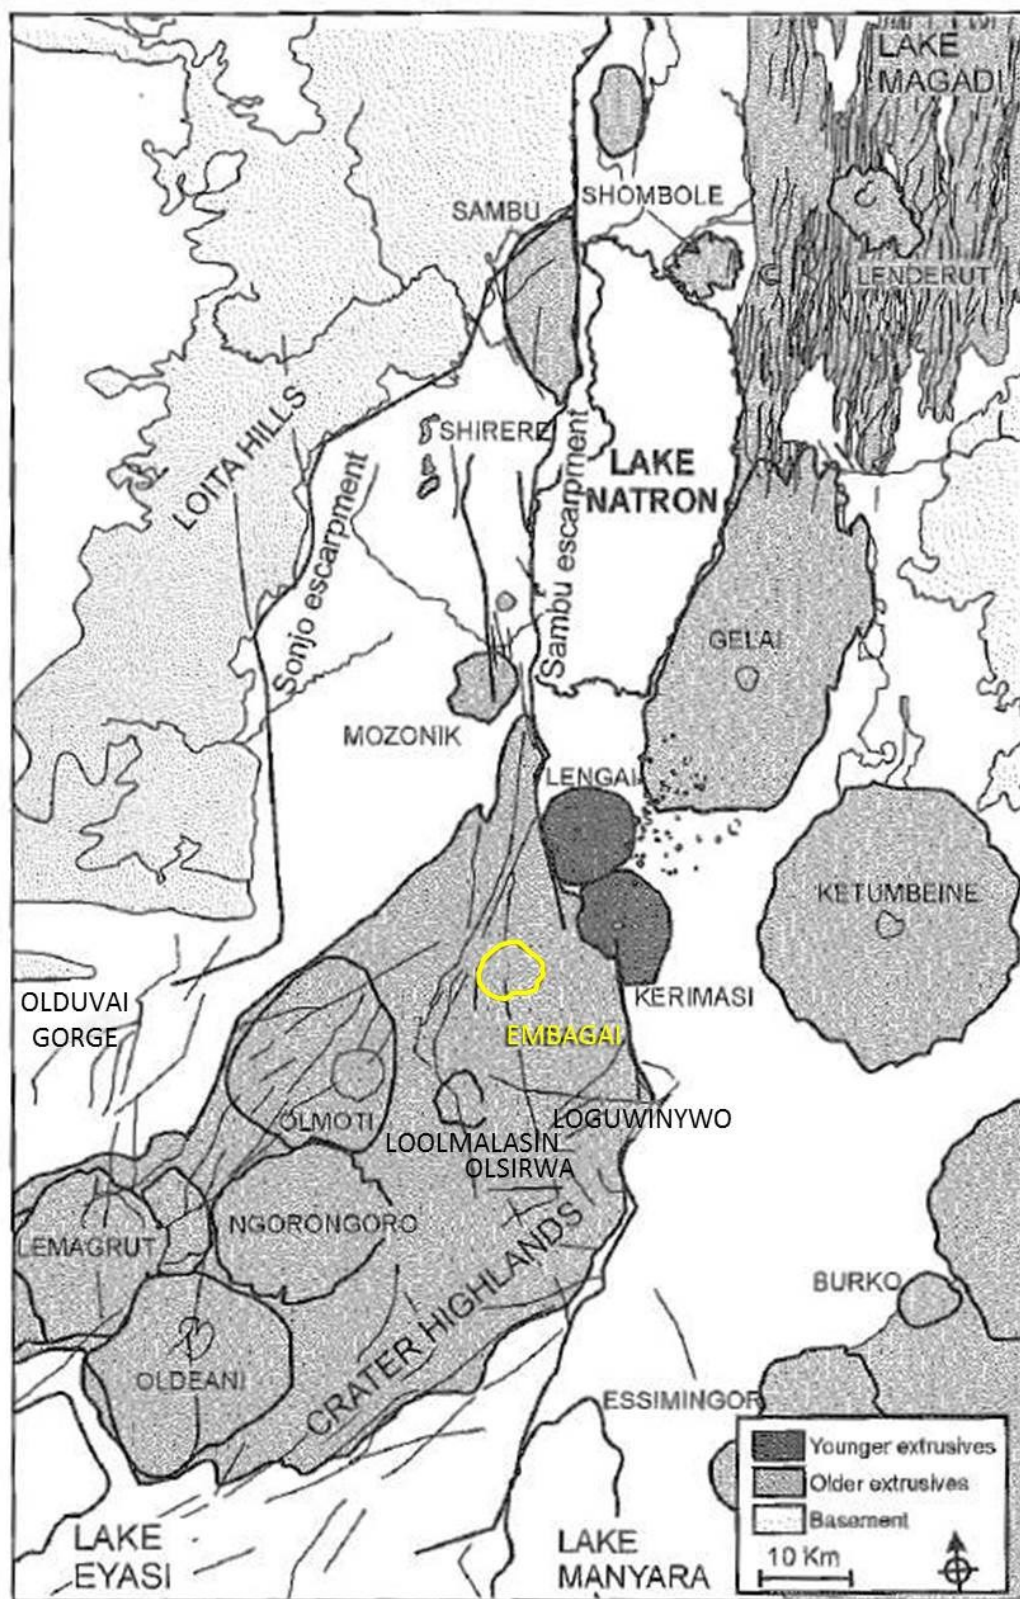 LAKE
MAGADI
SHOMBOLE
SAMBU
LENDERUT
LOITA HILLS
SHIRERE
Sonjo escarpment
Sambu escarpment
LAKE
NATRON
GELAI
MOZONIK
LENGAI
KETUMBEINE
KERIMASI
OLDUVAI
GORGE
EMBAGAI
OLMOTI
LOOLMALASIN
LOGUWINYWO
OLSIRWA
NGORONGORO
LEMAGRUT
CRATER HIGHLANDS
BURKO
OLDEANI
ESSIMINGOR
Younger extrusives
Older extrusives
Basement
10 Km
LAKE
EYASI
LAKE
MANYARA